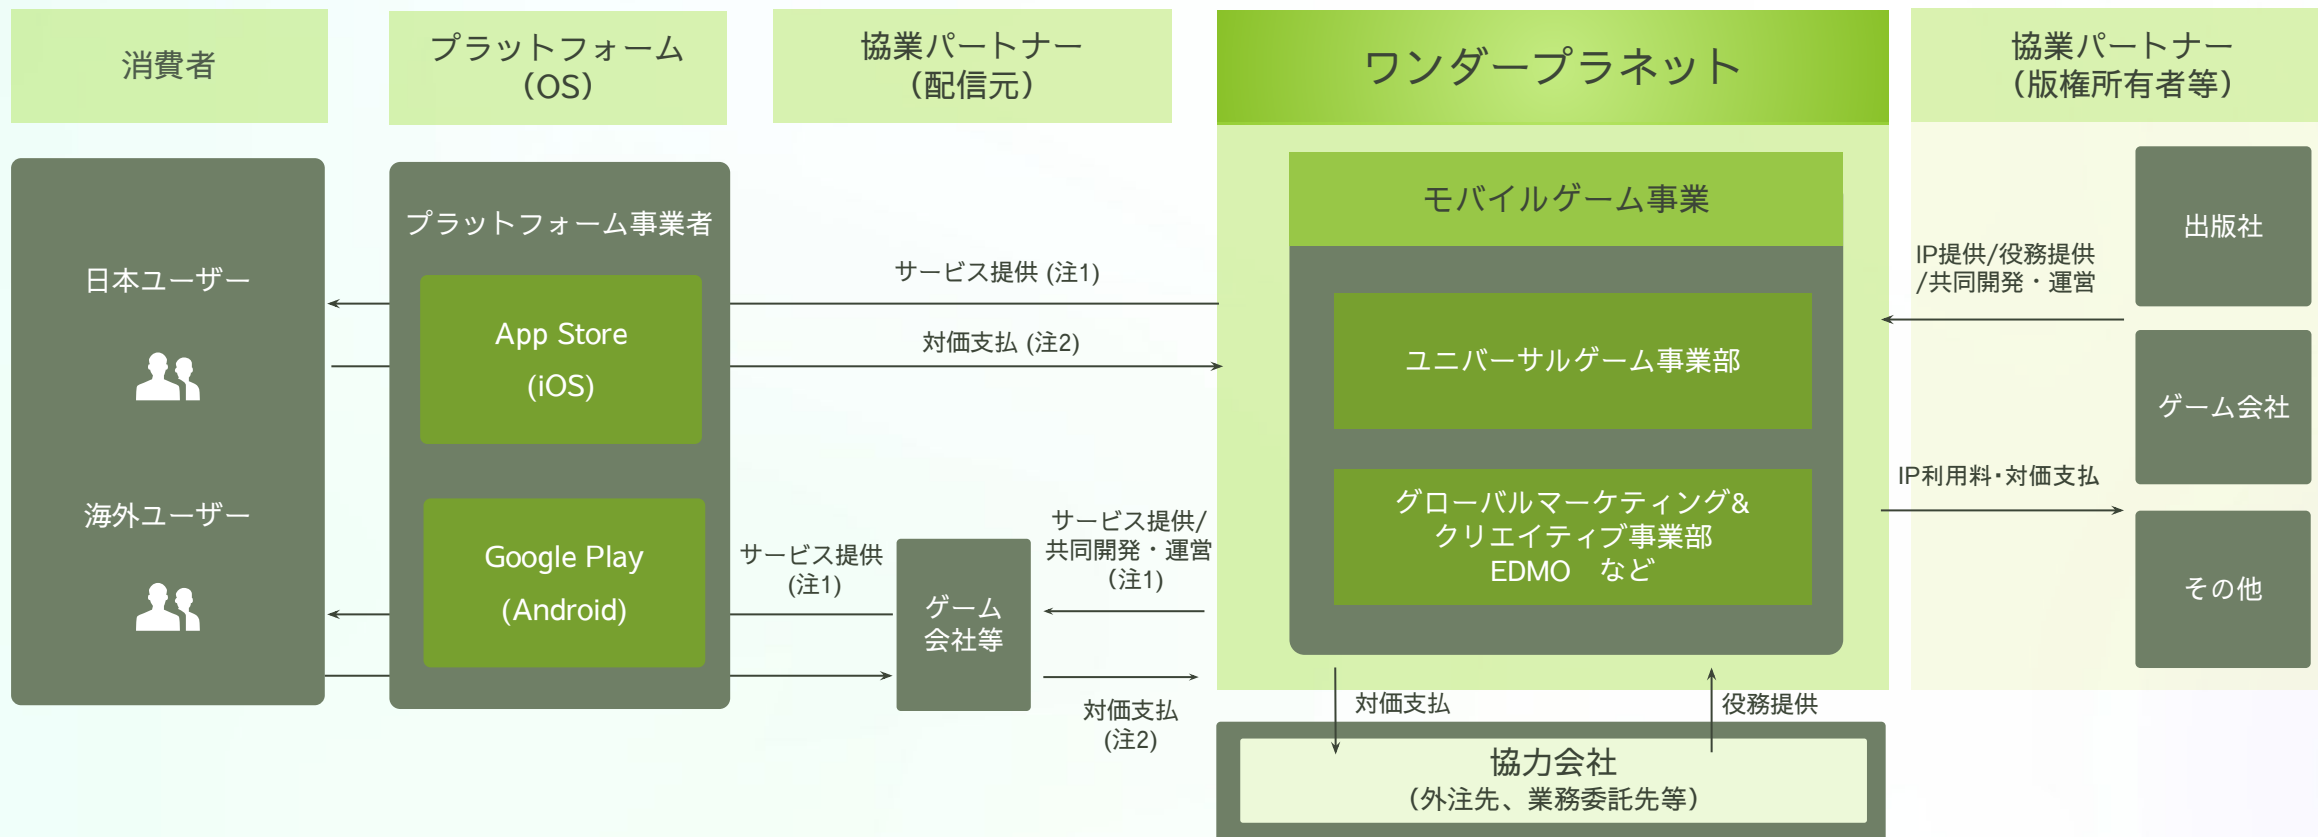 消費者
プラットフォーム
（OS）
協業パートナー
（配信元）
ワンダープラネット
協業パートナー
（版権所有者等）
日本ユーザー
海外ユーザー
プラットフォーム事業者
App Store
(iOS)
Google Play
(Android)
サービス提供 (注1)
対価支払 (注2)
サービス提供
(注1)
ゲーム
会社等
サービス提供/
共同開発・運営
（注1)
対価支払
(注2)
モバイルゲーム事業
ユニバーサルゲーム事業部
グローバルマーケティング&
クリエイティブ事業部
EDMO　など
対価支払
役務提供
協力会社
（外注先、業務委託先等）
IP提供/役務提供
/共同開発・運営
IP利用料・対価支払
出版社
ゲーム会社
その他